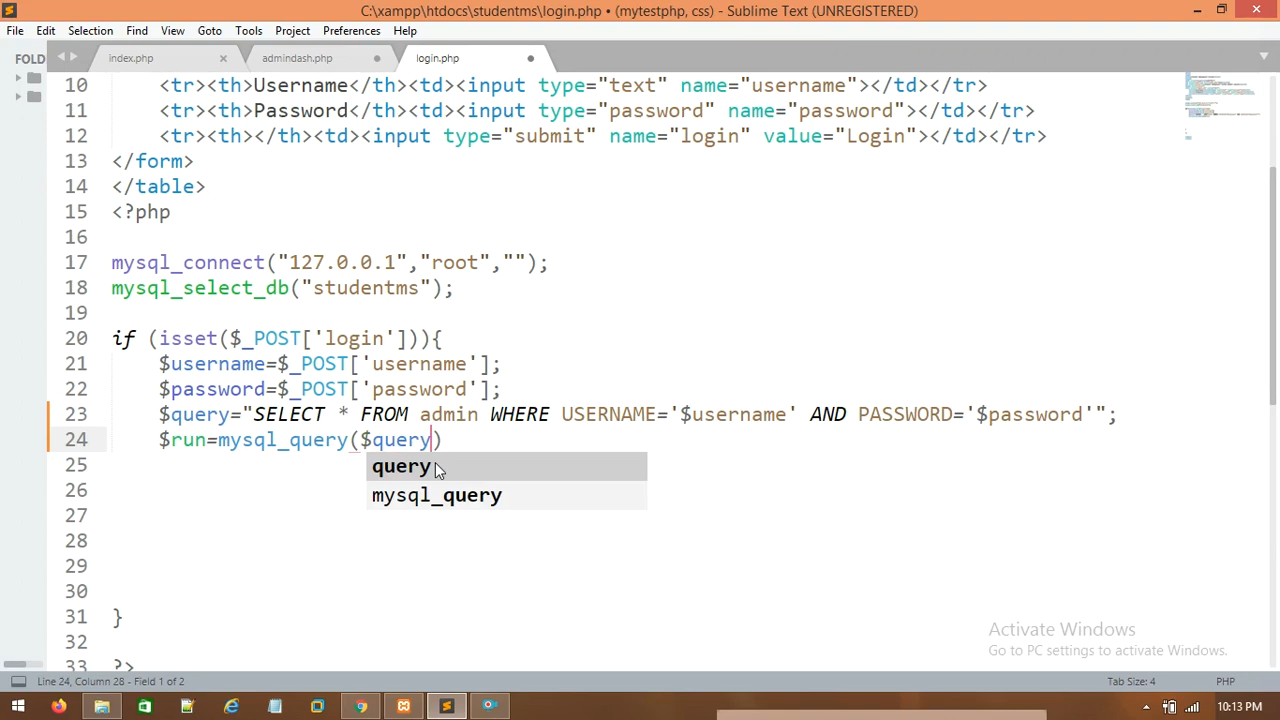 C:\xampp\htdocs\studentms\login.php • (mytestphp, css) - Sublime Text (UNREGISTERED)
File Edit Selection Find View Goto Tools Project Preferences Help
FOLD
index.php × admindash.php login.php
10 <tr><th>Username</th><td><input type="text" name="username"></td></tr>
11 <tr><th>Password</th><td><input type="password" name="password"></td></tr>
12 <tr><th></th><td><input type="submit" name="login" value="Login"></td></tr>
13 </form>
14 </table>
15 <?php
16
17 mysql_connect("127.0.0.1","root","");
18 mysql_select_db("studentms");
19
20 if (isset($_POST['login'])){
21 $username=$_POST['username'];
22 $password=$_POST['password'];
23 $query="SELECT * FROM admin WHERE USERNAME='$username' AND PASSWORD='$password'";
24 $run=mysql_query($query)
25 query
26 mysql_query
27
28
29
30
31 }
32
33 ?>
Activate Windows
Go to PC settings to activate Windows.
Line 24, Column 28 - Field 1 of 2 Tab Size: 4 PHP
10:13 PM